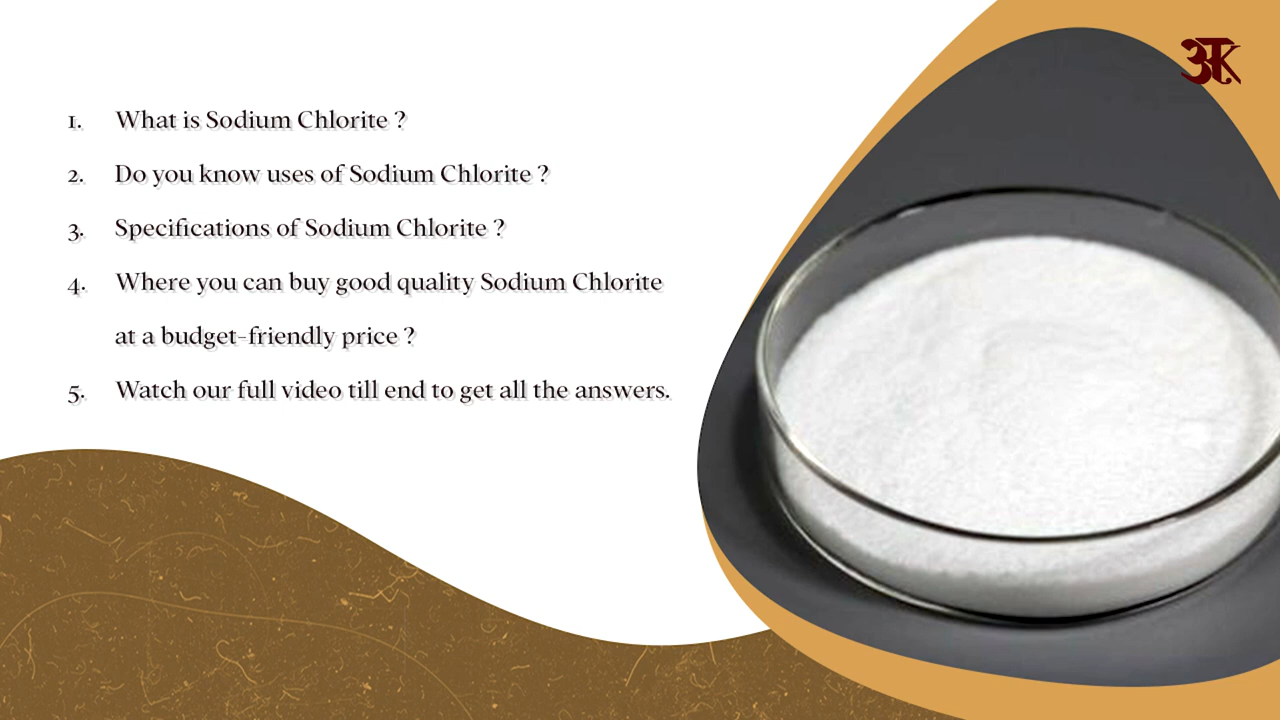 1. What is Sodium Chlorite ?
2. Do you know uses of Sodium Chlorite ?
3. Specifications of Sodium Chlorite ?
4. Where you can buy good quality Sodium Chlorite
at a budget-friendly price ?
5. Watch our full video till end to get all the answers.